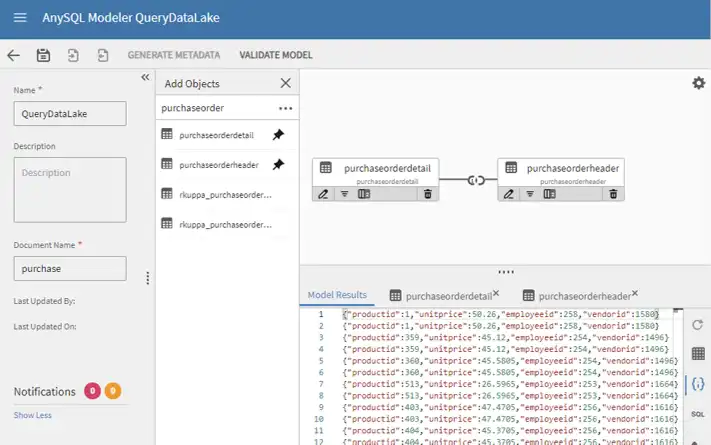 AnySQL Modeler QueryDataLake
GENERATE METADATA
VALIDATE MODEL
Name *
QueryDataLake
Description
Description
Document Name *
purchase
Last Updated By:
Last Updated On:
Notifications 0 0
Show Less
Add Objects
purchaseorder
purchaseorderdetail
purchaseorderheader
rkuppa_purchaseorder...
rkuppa_purchaseorder...
purchaseorderdetail
purchaseorderdetail
purchaseorderheader
purchaseorderheader
Model Results
purchaseorderdetail
purchaseorderheader
1 {"productid":1,"unitprice":50.26,"employeeid":258,"vendorid":1580}
2 {"productid":1,"unitprice":50.26,"employeeid":258,"vendorid":1580}
3 {"productid":359,"unitprice":45.12,"employeeid":254,"vendorid":1496}
4 {"productid":359,"unitprice":45.12,"employeeid":254,"vendorid":1496}
5 {"productid":360,"unitprice":45.5805,"employeeid":254,"vendorid":1496}
6 {"productid":360,"unitprice":45.5805,"employeeid":254,"vendorid":1496}
7 {"productid":513,"unitprice":26.5965,"employeeid":253,"vendorid":1664}
8 {"productid":513,"unitprice":26.5965,"employeeid":253,"vendorid":1664}
9 {"productid":403,"unitprice":47.4705,"employeeid":256,"vendorid":1616}
10 {"productid":403,"unitprice":47.4705,"employeeid":256,"vendorid":1616}
11 {"productid":404,"unitprice":45.3705,"employeeid":256,"vendorid":1616}
12 {"productid":404,"unitprice":45.3705,"employeeid":256,"vendorid":1616}
SQL